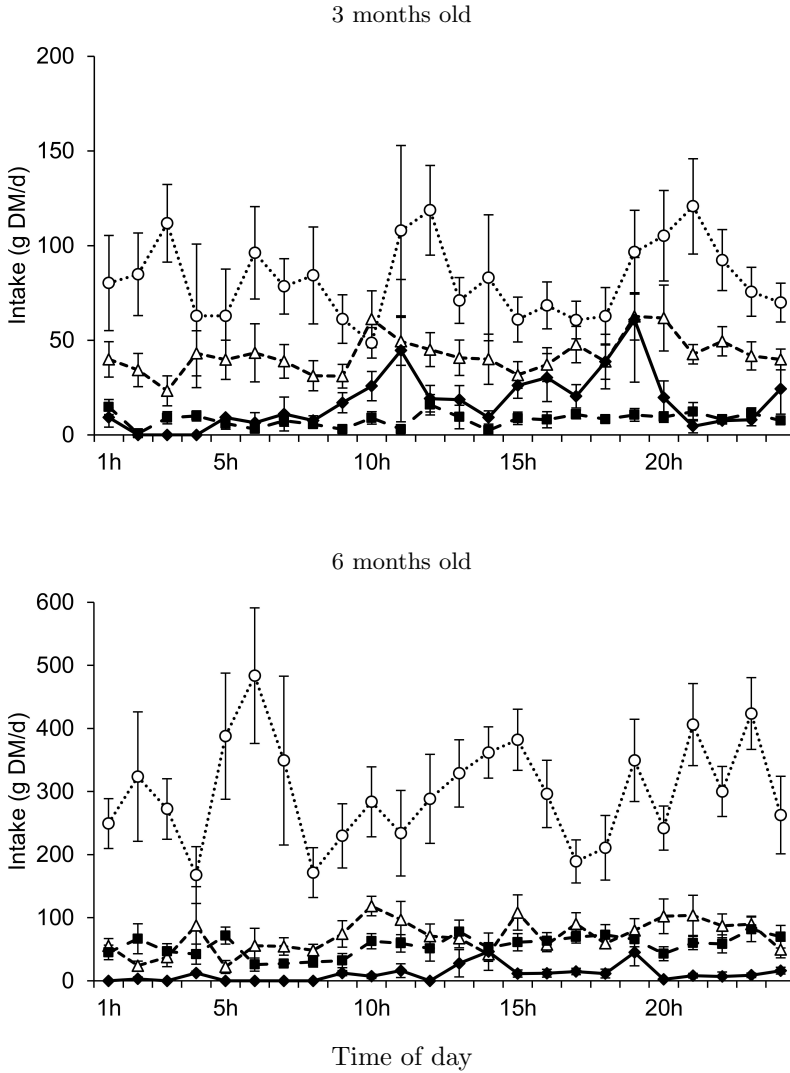 3 months old
200
150
100
50
0
Intake (g DM/d)
1h 5h 10h 15h 20h
6 months old
600
500
400
300
200
100
0
Intake (g DM/d)
1h 5h 10h 15h 20h
Time of day